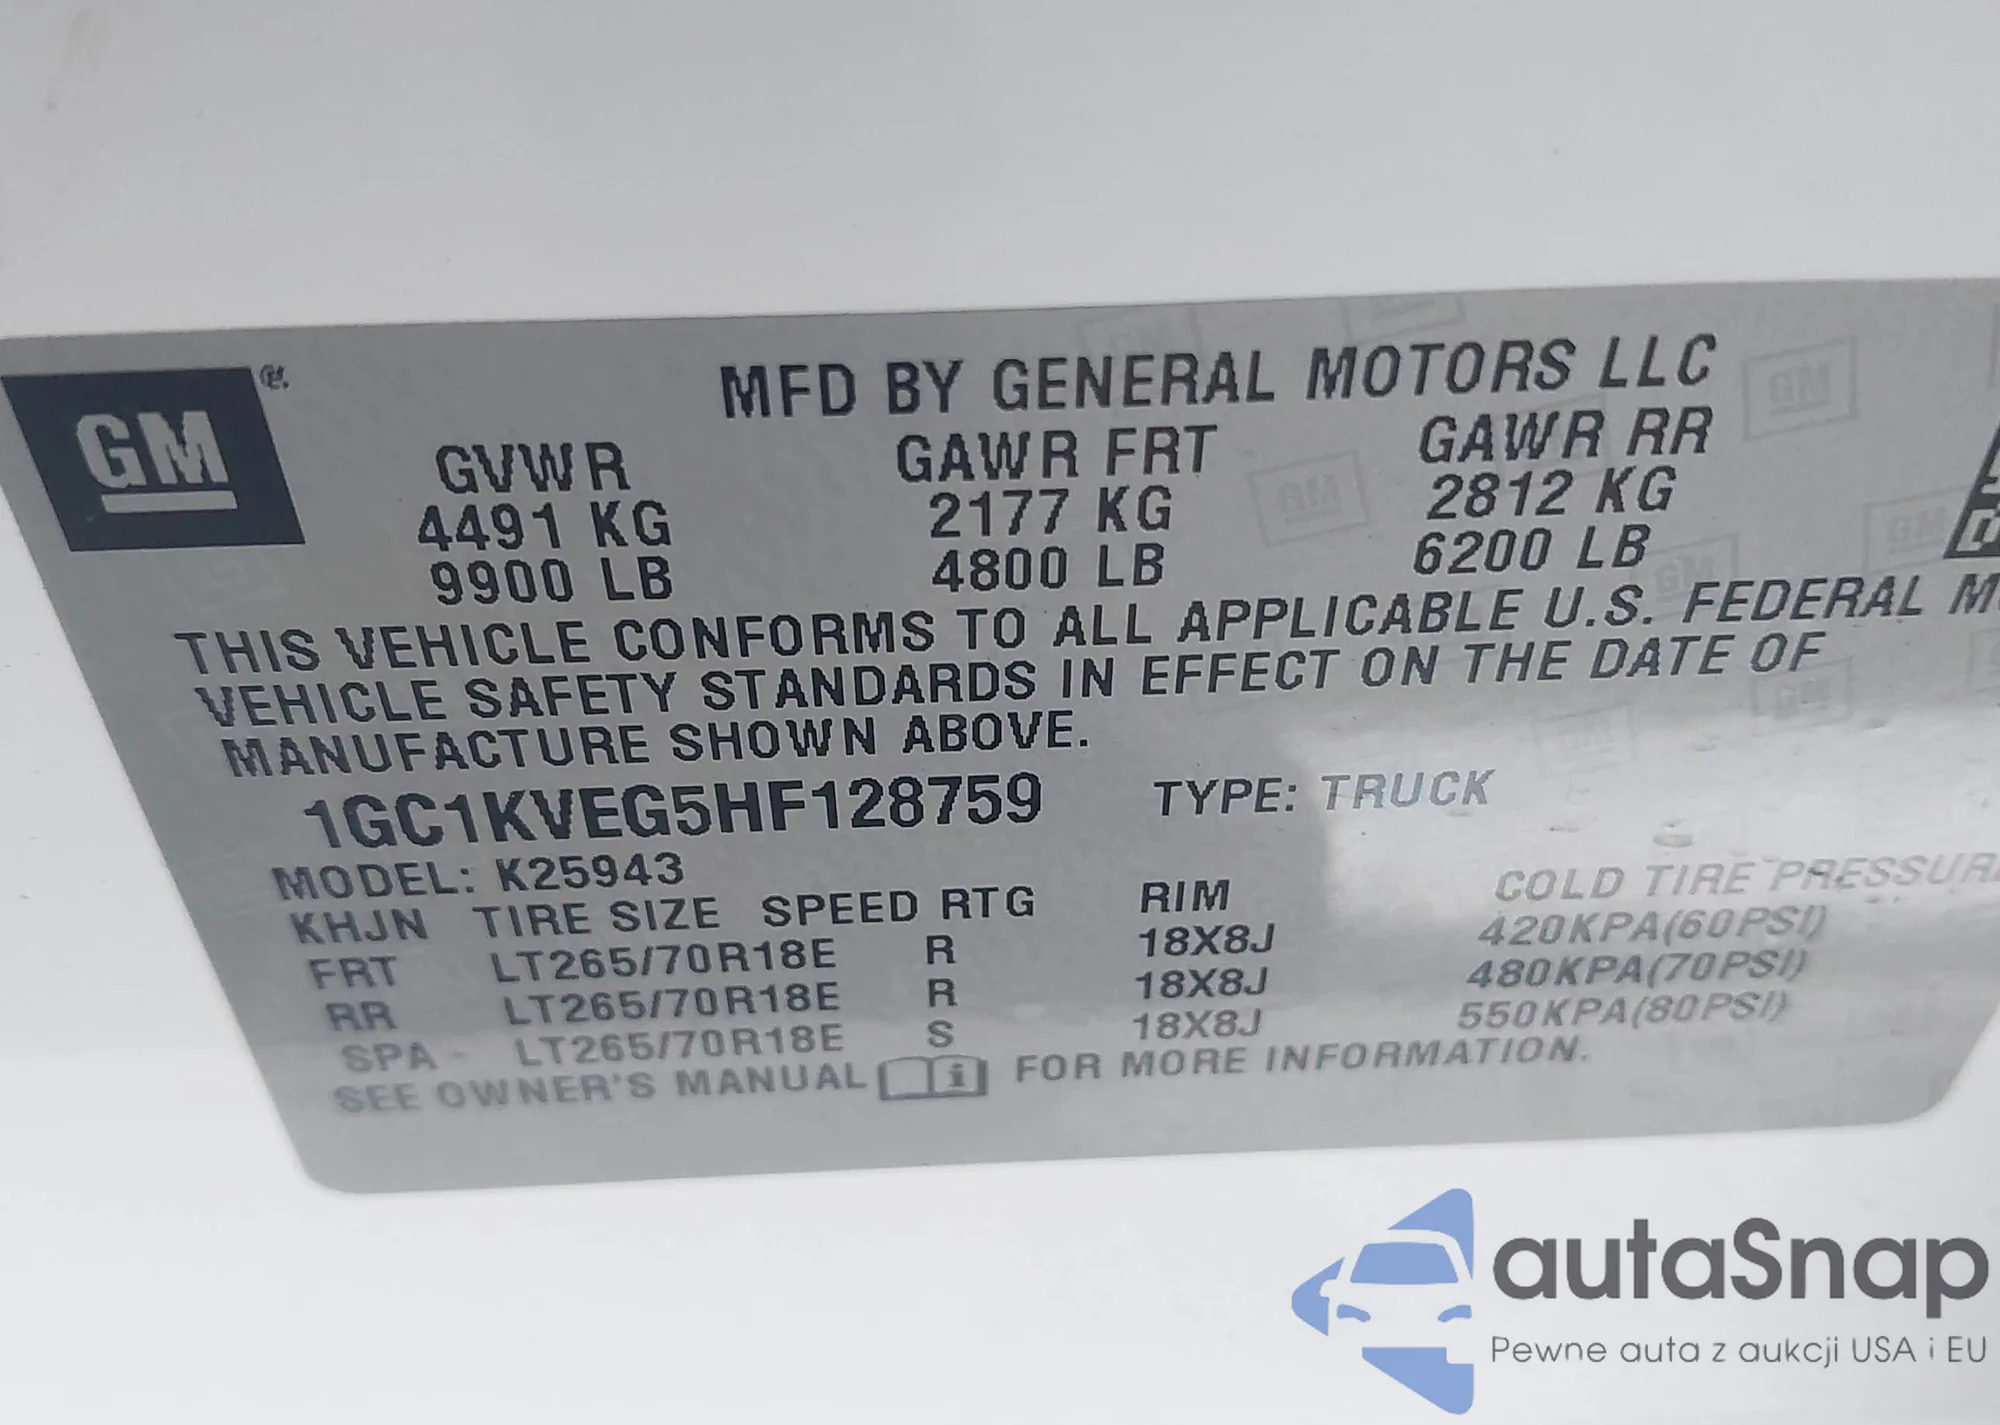 GM
MFD BY GENERAL MOTORS LLC
GVWR GAWR FRT GAWR RR
4491 KG 2177 KG 2812 KG
9900 LB 4800 LB 6200 LB
THIS VEHICLE CONFORMS TO ALL APPLICABLE U.S. FEDERAL M
VEHICLE SAFETY STANDARDS IN EFFECT ON THE DATE OF
MANUFACTURE SHOWN ABOVE.
1GC1KVEG5HF128759 TYPE: TRUCK
MODEL: K25943
KHJN TIRE SIZE SPEED RTG RIM COLD TIRE PRESSUR
FRT LT265/70R18E R 18X8J 420KPA(60PSI)
RR LT265/70R18E R 18X8J 480KPA(70PSI)
SPA LT265/70R18E S 18X8J 550KPA(80PSI)
SEE OWNER'S MANUAL i FOR MORE INFORMATION.
autaSnap
Pewne auta z aukcji USA i EU